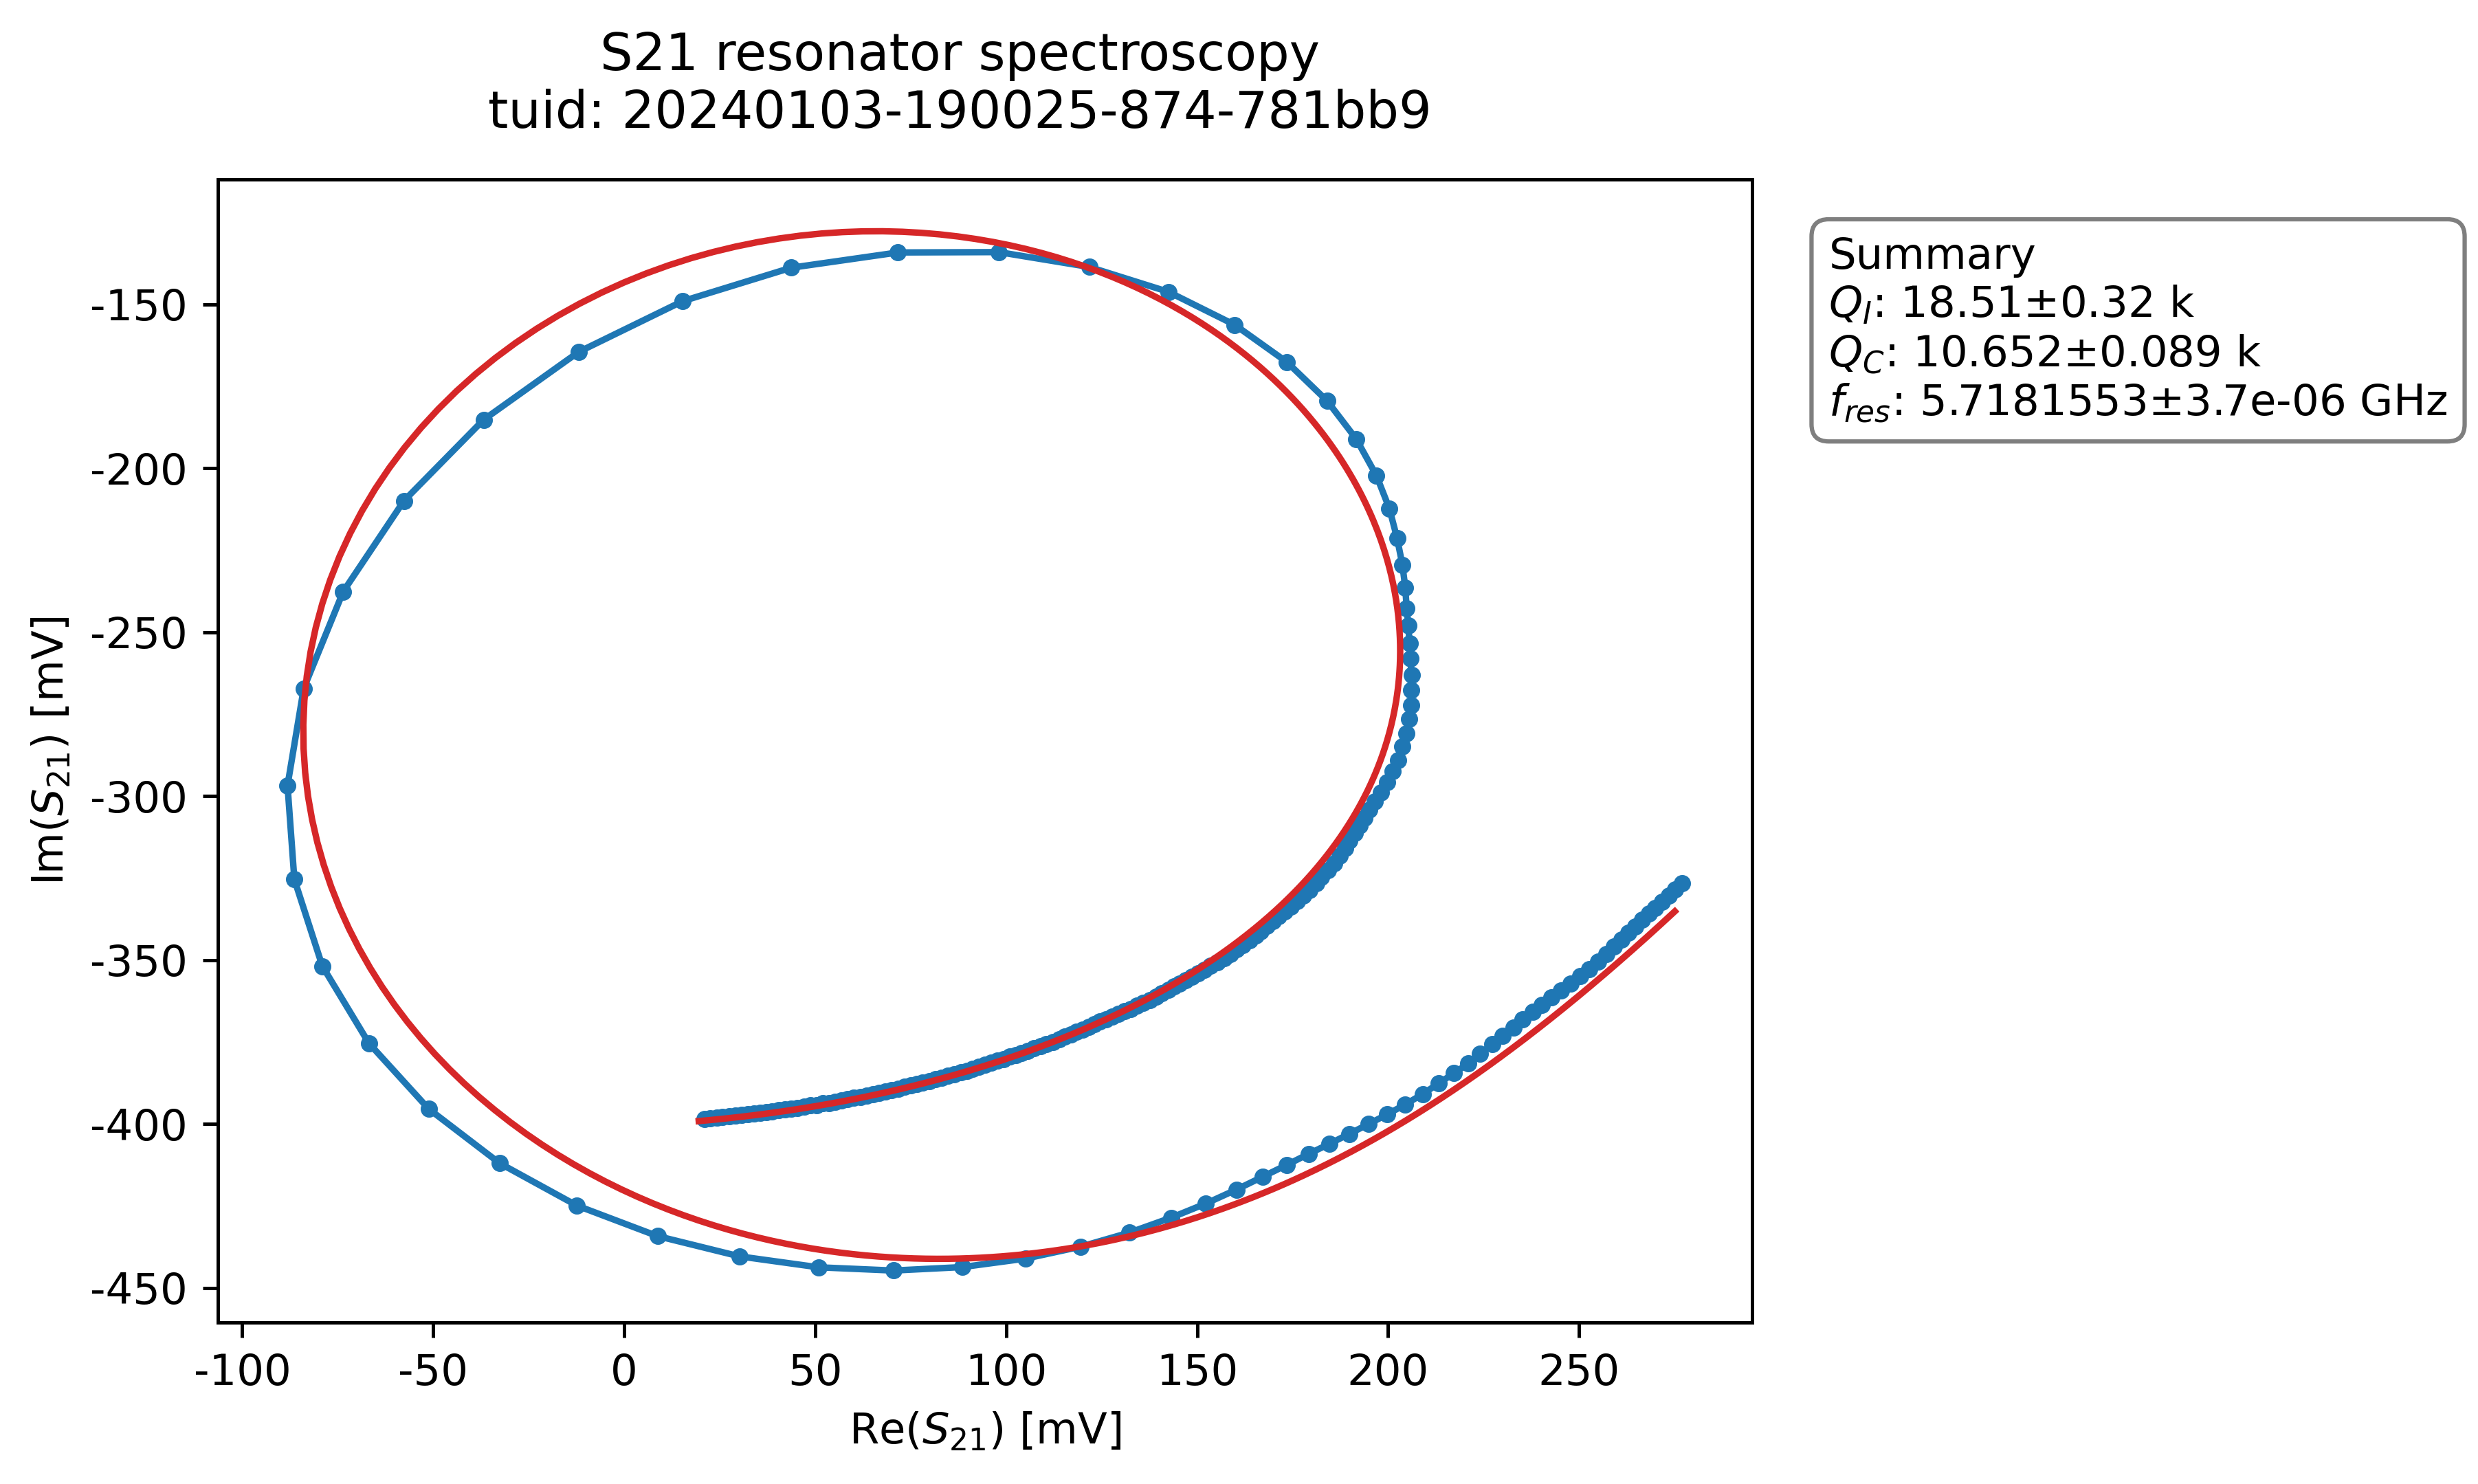 S21 resonator spectroscopy
tuid: 20240103-190025-874-781bb9
Summary
Q_I: 18.51±0.32 k
Q_C: 10.652±0.089 k
f_res: 5.7181553±3.7e-06 GHz
Im(S_21) [mV]
-150
-200
-250
-300
-350
-400
-450
-100 -50 0 50 100 150 200 250
Re(S_21) [mV]